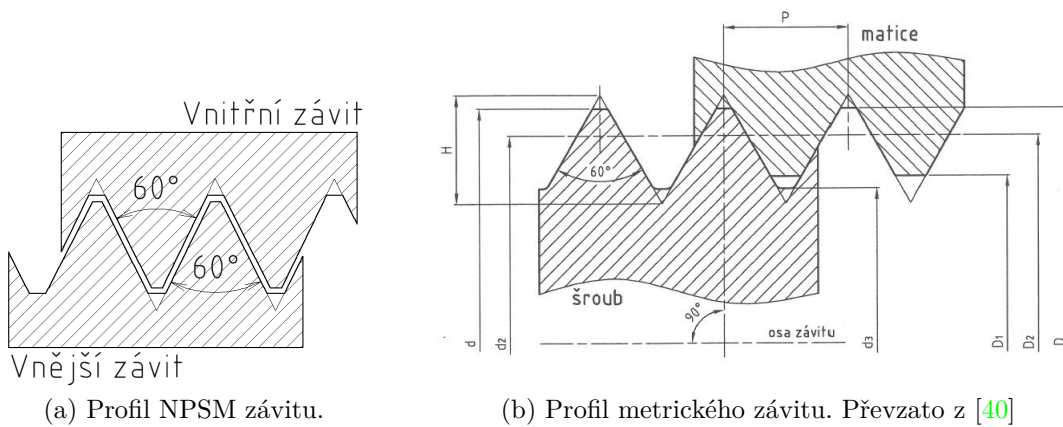 Vnitřní závit
60°
60°
Vnější závit
P
matice
H
60°
šroub
90°
osa závitu
d
d2
d3
D1
D2
D
(a) Profil NPSM závitu.
(b) Profil metrického závitu. Převzato z [40]